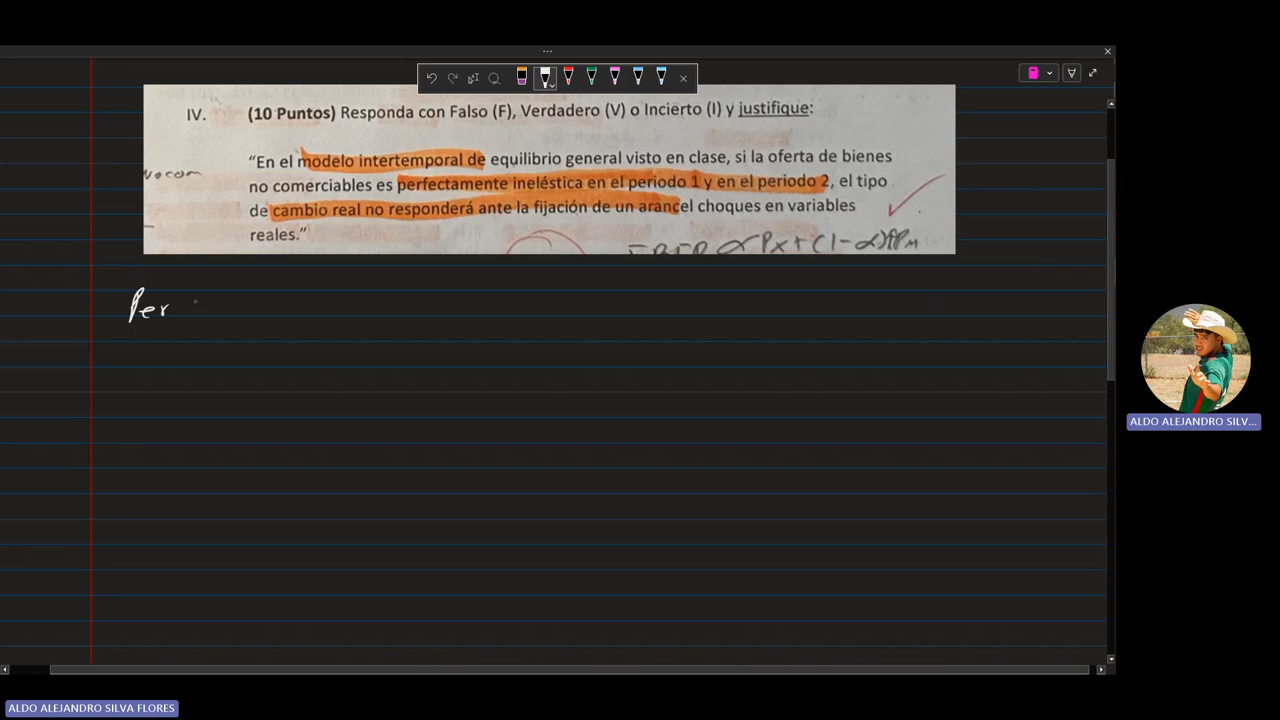 IV. (10 Puntos) Responda con Falso (F), Verdadero (V) o Incierto (I) y justifique:
“En el modelo intertemporal de equilibrio general visto en clase, si la oferta de bienes
no comerciables es perfectamente ineléstica en el periodo 1 y en el periodo 2, el tipo
de cambio real no responderá ante la fijación de un arancel choques en variables
reales.”
Per
ALDO ALEJANDRO SILV...
ALDO ALEJANDRO SILVA FLORES